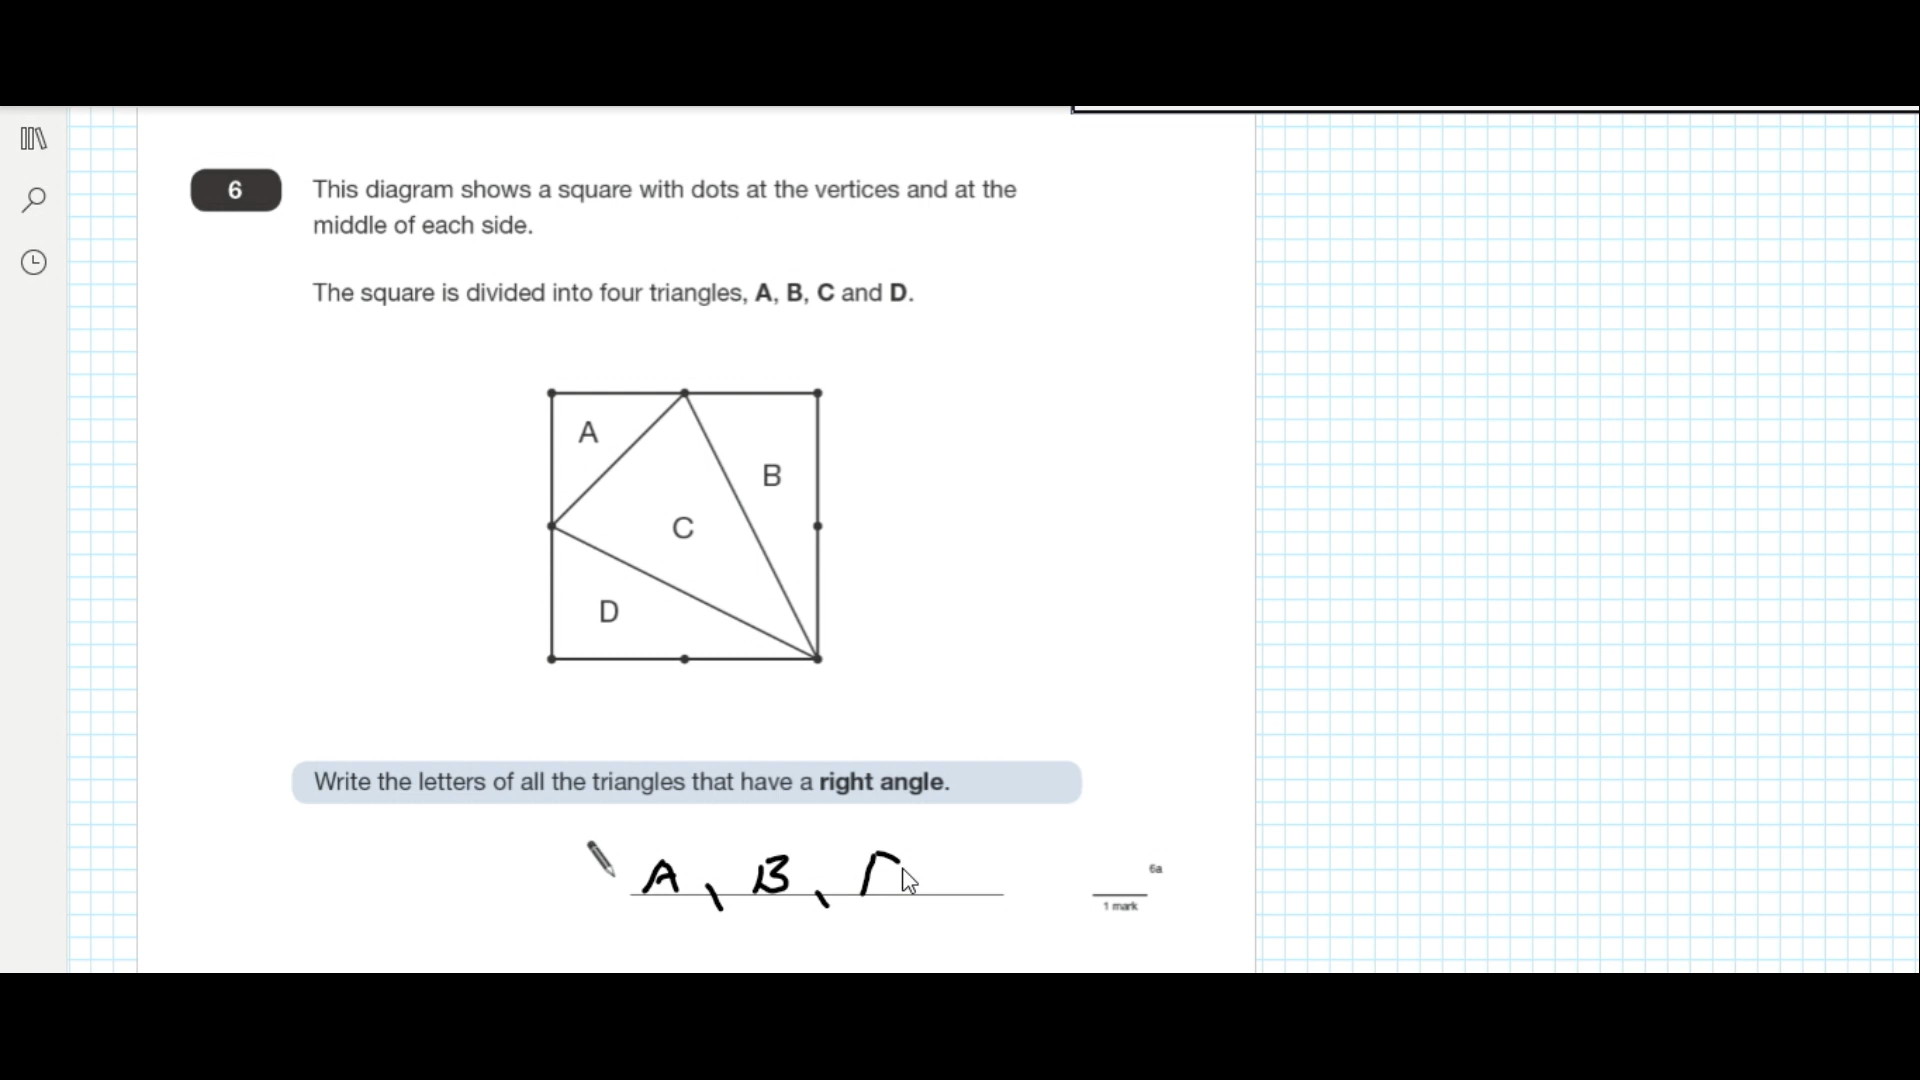 6 This diagram shows a square with dots at the vertices and at the
middle of each side.
The square is divided into four triangles, A, B, C and D.
A
B
C
D
Write the letters of all the triangles that have a right angle.
A, B,
6a
1 mark